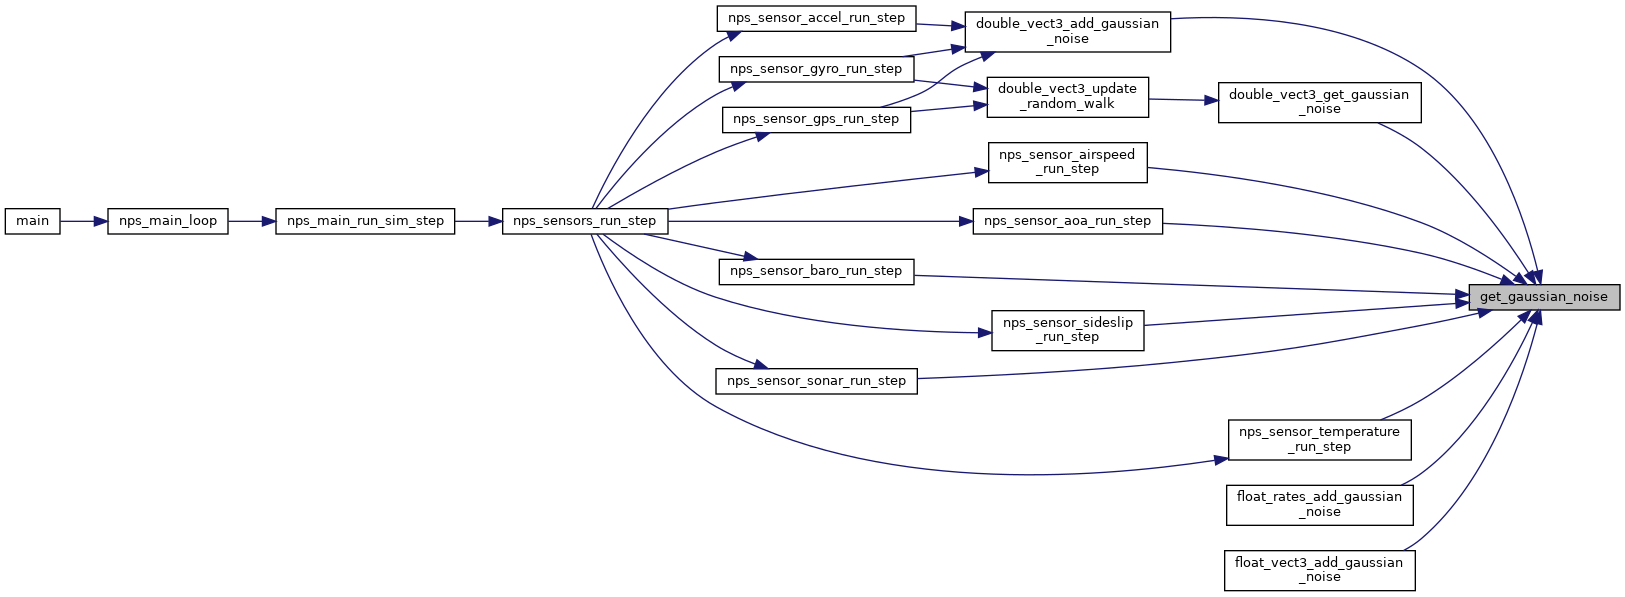 nps_sensor_accel_run_step
double_vect3_add_gaussian
_noise
nps_sensor_gyro_run_step
double_vect3_update
_random_walk
double_vect3_get_gaussian
_noise
nps_sensor_gps_run_step
nps_sensor_airspeed
_run_step
main
nps_main_loop
nps_main_run_sim_step
nps_sensors_run_step
nps_sensor_aoa_run_step
nps_sensor_baro_run_step
get_gaussian_noise
nps_sensor_sideslip
_run_step
nps_sensor_sonar_run_step
nps_sensor_temperature
_run_step
float_rates_add_gaussian
_noise
float_vect3_add_gaussian
_noise